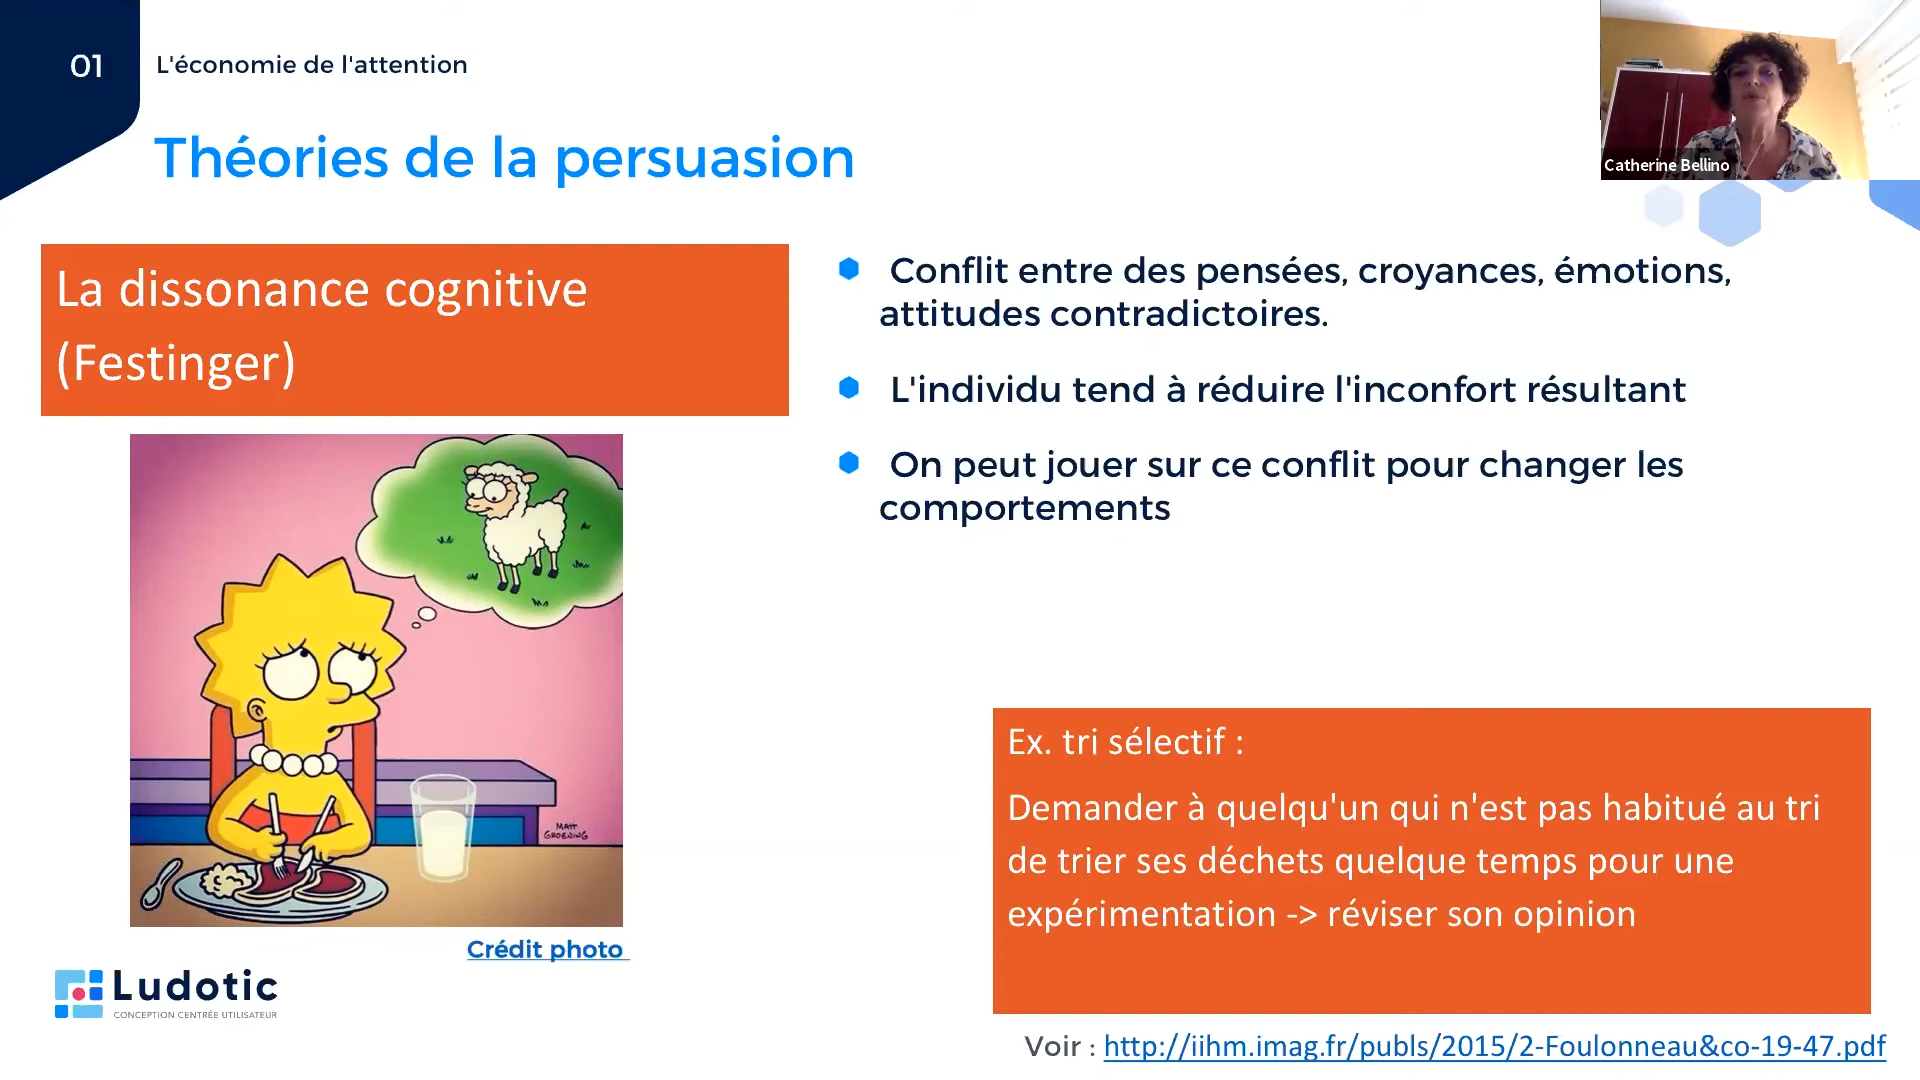 01
L'économie de l'attention
Théories de la persuasion
Catherine Bellino
La dissonance cognitive
(Festinger)
Conflit entre des pensées, croyances, émotions,
attitudes contradictoires.
L'individu tend à réduire l'inconfort résultant
On peut jouer sur ce conflit pour changer les
comportements
MATT
GROENING
Crédit photo
Ex. tri sélectif :
Demander à quelqu'un qui n'est pas habitué au tri
de trier ses déchets quelque temps pour une
expérimentation -> réviser son opinion
Ludotic
CONCEPTION CENTRÉE UTILISATEUR
Voir : http://iihm.imag.fr/publs/2015/2-Foulonneau&co-19-47.pdf